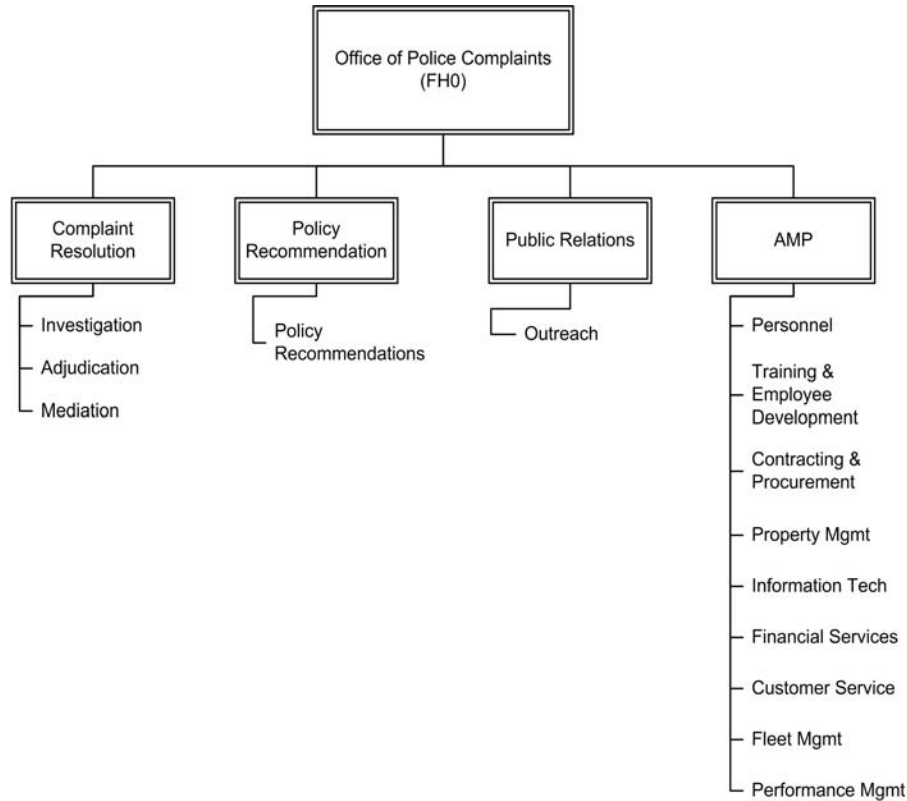 Office of Police Complaints
(FH0)
Complaint
Resolution
Policy
Recommendation
Public Relations
AMP
Investigation
Adjudication
Mediation
Policy
Recommendations
Outreach
Personnel
Training &
Employee
Development
Contracting &
Procurement
Property Mgmt
Information Tech
Financial Services
Customer Service
Fleet Mgmt
Performance Mgmt